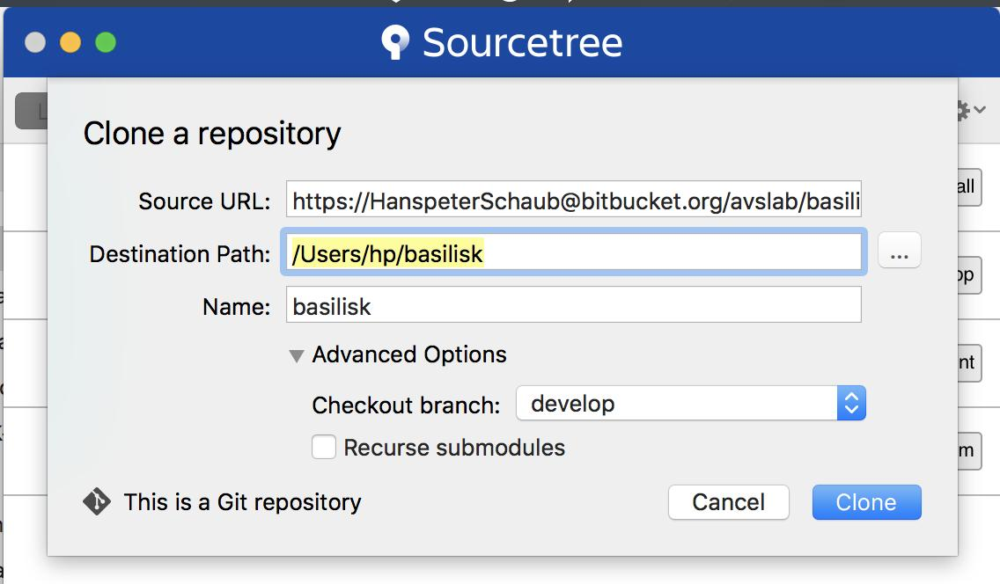 Sourcetree
Clone a repository
all
Source URL: https://HanspeterSchaub@bitbucket.org/avslab/basili
Destination Path: /Users/hp/basilisk ...
op
Name: basilisk
Advanced Options
nt
Checkout branch: develop
Recurse submodules
m
This is a Git repository Cancel Clone